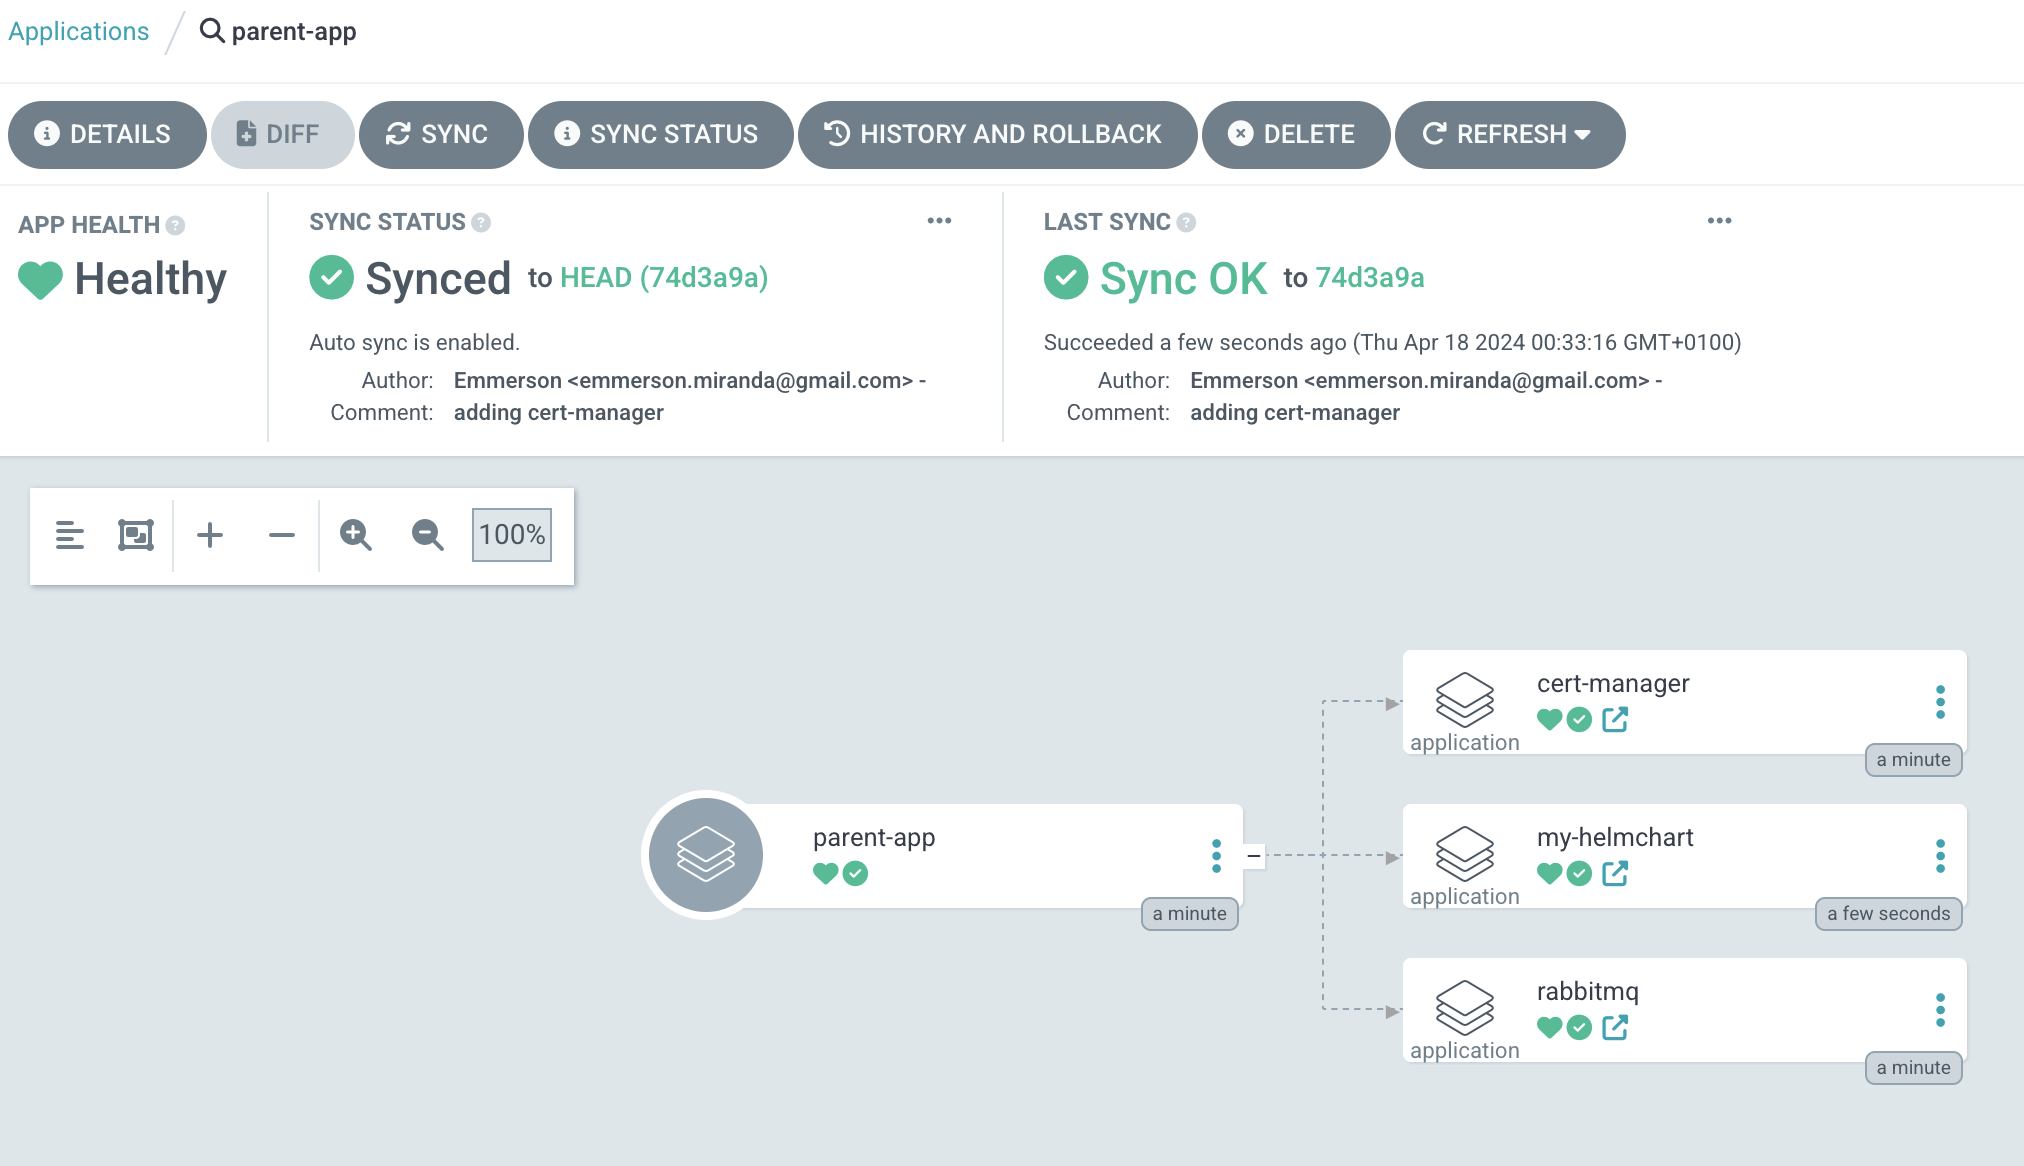 Applications / parent-app
DETAILS DIFF SYNC SYNC STATUS HISTORY AND ROLLBACK DELETE REFRESH
APP HEALTH ?
Healthy
SYNC STATUS ? •••
Synced to HEAD (74d3a9a)
Auto sync is enabled.
Author: Emmerson <emmerson.miranda@gmail.com> -
Comment: adding cert-manager
LAST SYNC ? •••
Sync OK to 74d3a9a
Succeeded a few seconds ago (Thu Apr 18 2024 00:33:16 GMT+0100)
Author: Emmerson <emmerson.miranda@gmail.com> -
Comment: adding cert-manager
100%
parent-app
a minute
cert-manager
application
a minute
my-helmchart
application
a few seconds
rabbitmq
application
a minute